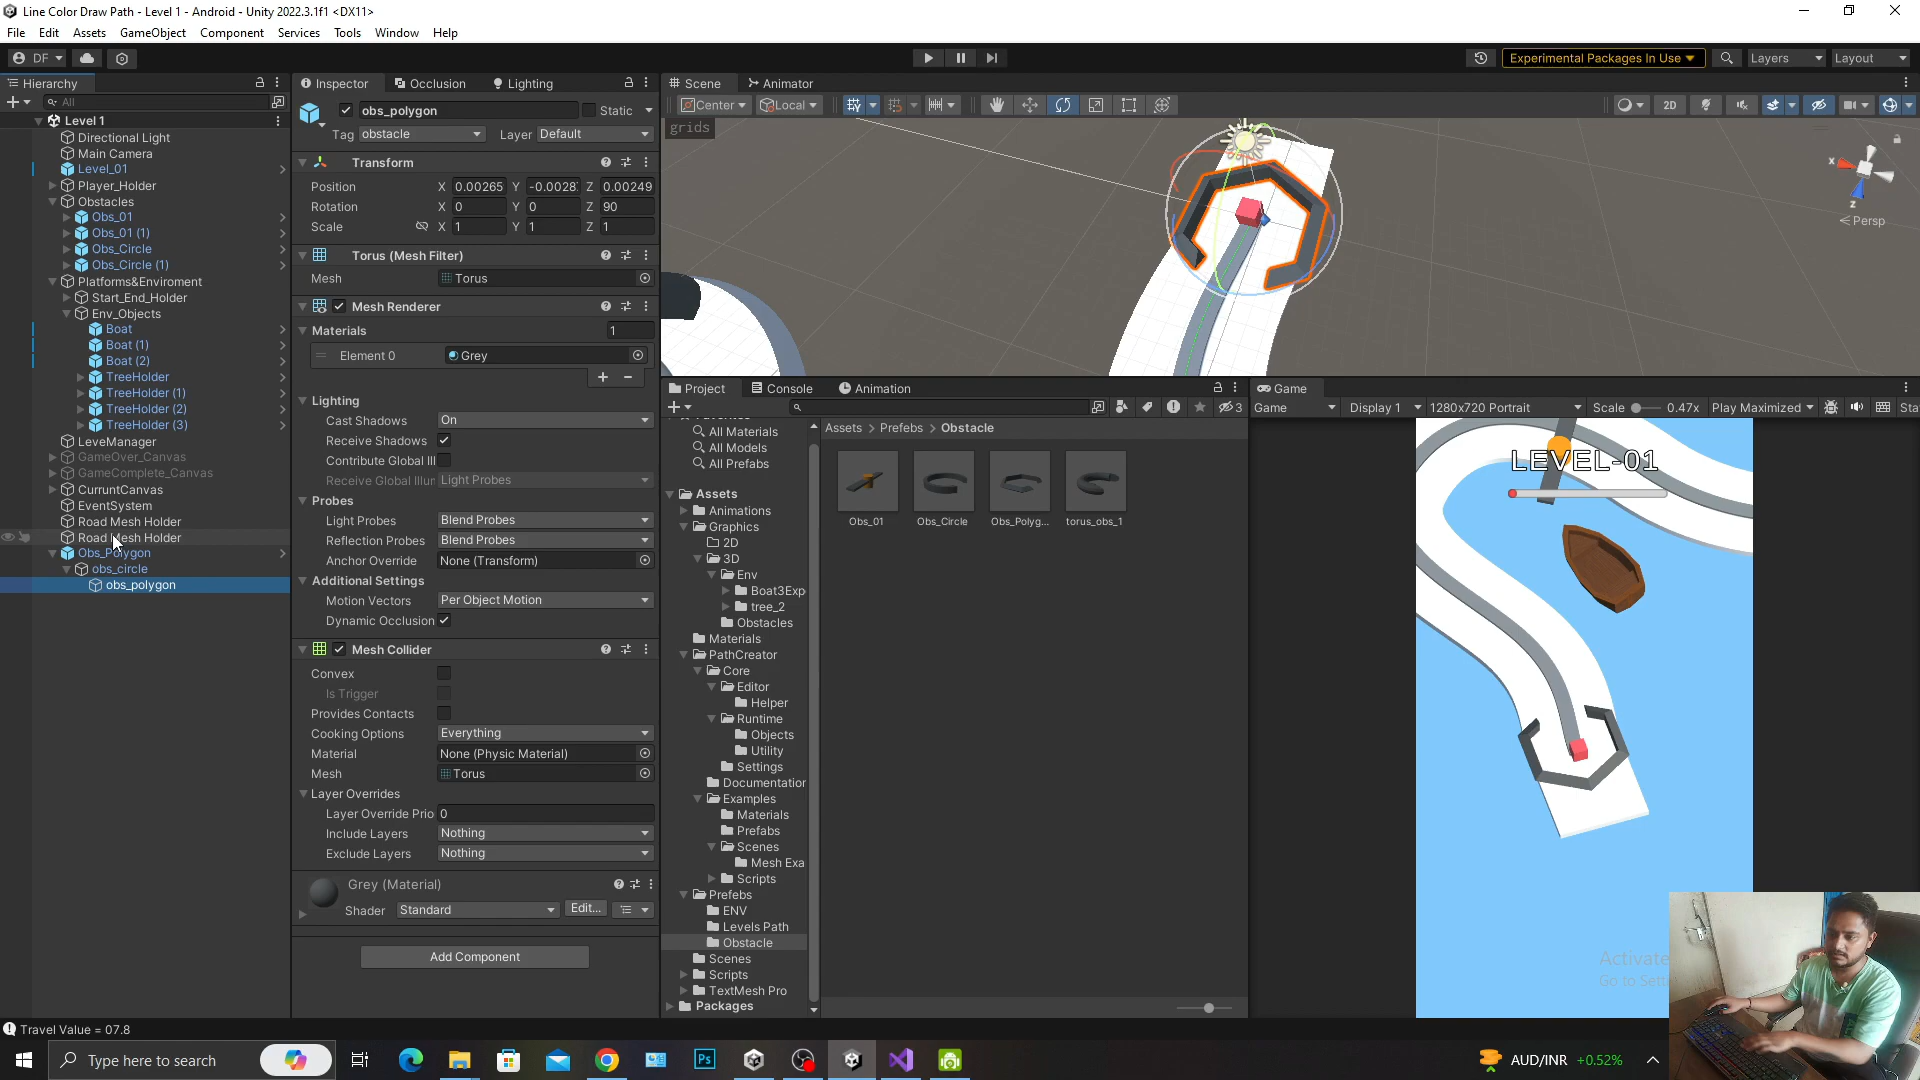 Line Color Draw Path - Level 1 - Android - Unity 2022.3.1f1 <DX11>
File Edit Assets GameObject Component Services Tools Window Help
DF
Experimental Packages In Use
Layers
Layout
Hierarchy
Inspector
Occlusion
Lighting
Scene
Animator
All
obs_polygon
Static
Center
Local
2D
Level 1
Tag
obstacle
Layer
Default
grids
Directional Light
Main Camera
Level_01
Player_Holder
Obstacles
Obs_01
Obs_01 (1)
Obs_Circle
Obs_Circle (1)
Platforms&Enviroment
Start_End_Holder
Env_Objects
Boat
Boat (1)
Boat (2)
TreeHolder
TreeHolder (1)
TreeHolder (2)
TreeHolder (3)
LeveManager
GameOver_Canvas
GameComplete_Canvas
CurruntCanvas
EventSystem
Road Mesh Holder
Road Mesh Holder
Obs_Polygon
obs_circle
obs_polygon
Transform
Position X 0.00265 Y -0.0028 Z 0.00249
Rotation X 0 Y 0 Z 90
Scale X 1 Y 1 Z 1
Torus (Mesh Filter)
Mesh Torus
Mesh Renderer
Materials 1
Element 0 Grey
Lighting
Cast Shadows On
Receive Shadows
Contribute Global Ill
Receive Global Illur Light Probes
Probes
Light Probes Blend Probes
Reflection Probes Blend Probes
Anchor Override None (Transform)
Additional Settings
Motion Vectors Per Object Motion
Dynamic Occlusion
Mesh Collider
Convex
Is Trigger
Provides Contacts
Cooking Options Everything
Material None (Physic Material)
Mesh Torus
Layer Overrides
Layer Override Prio 0
Include Layers Nothing
Exclude Layers Nothing
Grey (Material)
Shader Standard Edit...
Add Component
x
z
Persp
Project
Console
Animation
3
All Materials
All Models
All Prefabs
Assets
Animations
Graphics
2D
3D
Env
Boat3Exp
tree_2
Obstacles
Materials
PathCreator
Core
Editor
Helper
Runtime
Objects
Utility
Settings
Documentation
Examples
Materials
Prefabs
Scenes
Mesh Exa
Scripts
Prefebs
ENV
Levels Path
Obstacle
Scenes
Scripts
TextMesh Pro
Packages
Assets > Prefebs > Obstacle
Obs_01
Obs_Circle
Obs_Polyg...
torus_obs_1
Game
Game Display 1 1280x720 Portrait Scale 0.47x Play Maximized Sta
LEVEL-01
Activate
Go to Sett
Travel Value = 07.8
Type here to search
Ps
AUD/INR +0.52%